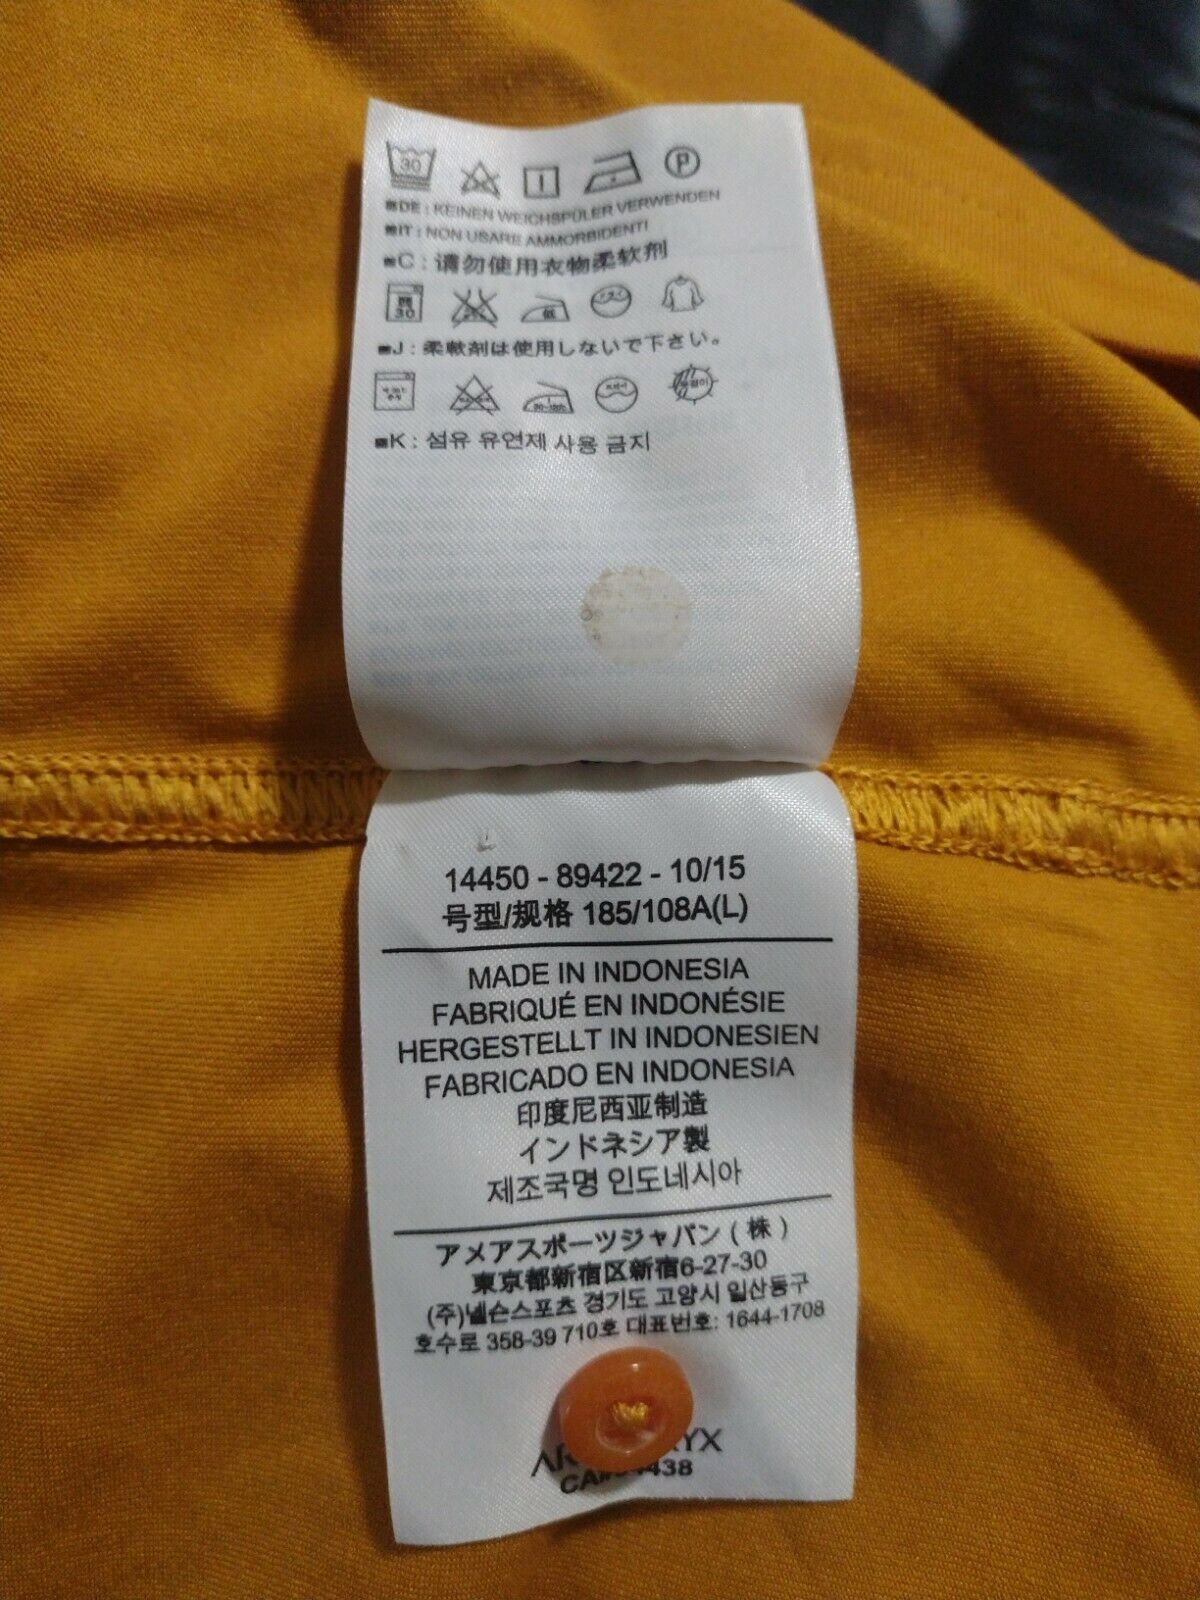 30
P
DE : KEINEN WEICHSPÜLER VERWENDEN
IT : NON USARE AMMORBIDENTI
C : 请勿使用衣物柔软剂
30 低
J : 柔軟剤は使用しないで下さい。
K : 섬유 유연제 사용 금지
14450 - 89422 - 10/15
号型/规格 185/108A(L)
MADE IN INDONESIA
FABRIQUÉ EN INDONÉSIE
HERGESTELLT IN INDONESIEN
FABRICADO EN INDONESIA
印度尼西亚制造
インドネシア製
제조국명 인도네시아
アメアスポーツジャパン ( 株 )
東京都新宿区新宿6-27-30
(주)넬슨스포츠 경기도 고양시 일산동구
호수로 358-39 710호 대표번호: 1644-1708